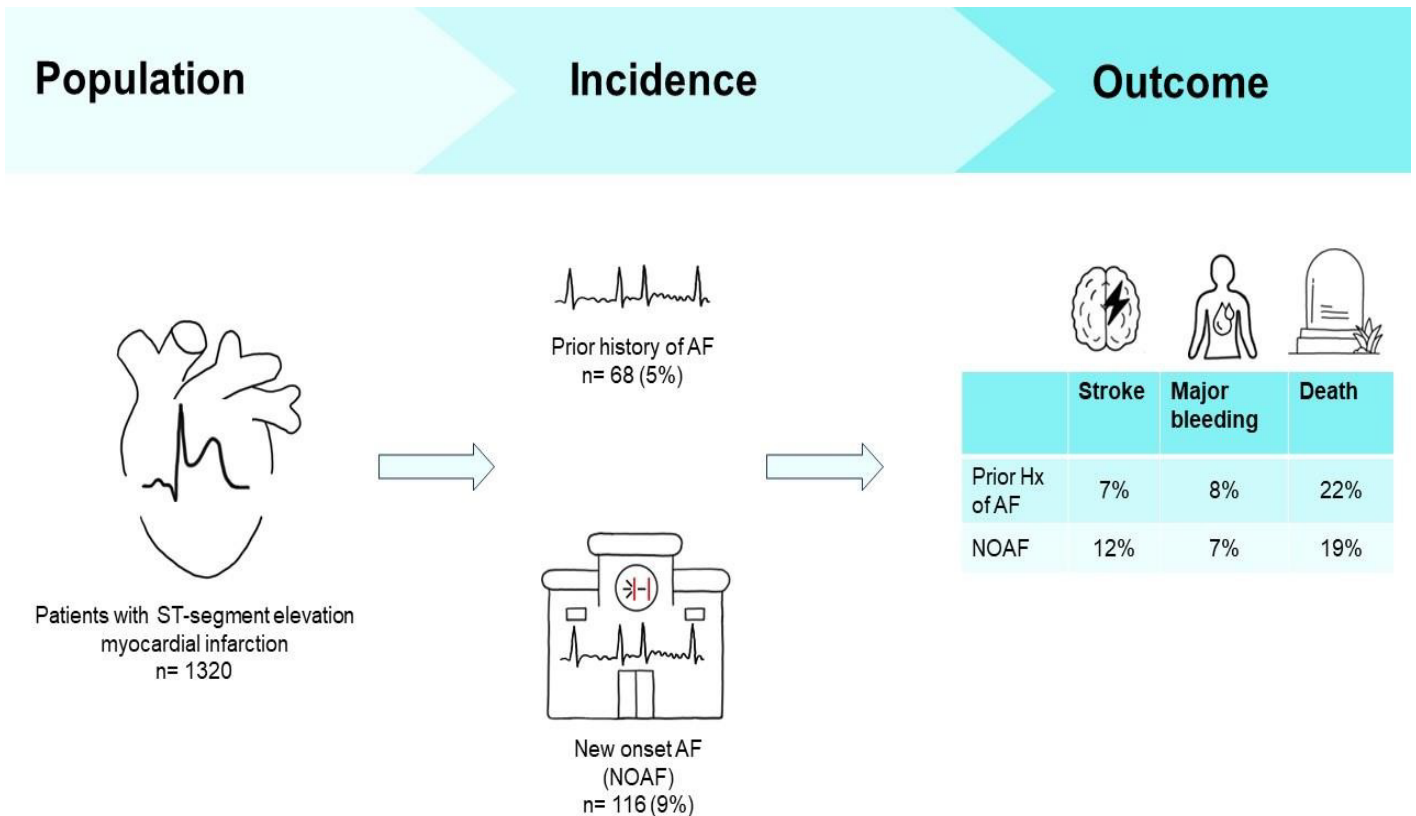 Population
Incidence
Outcome
Patients with ST-segment elevation
myocardial infarction
n= 1320
Prior history of AF
n= 68 (5%)
H
New onset AF
(NOAF)
n= 116 (9%)
Stroke
Major
bleeding
Death
Prior Hx
of AF
7%
8%
22%
NOAF
12%
7%
19%